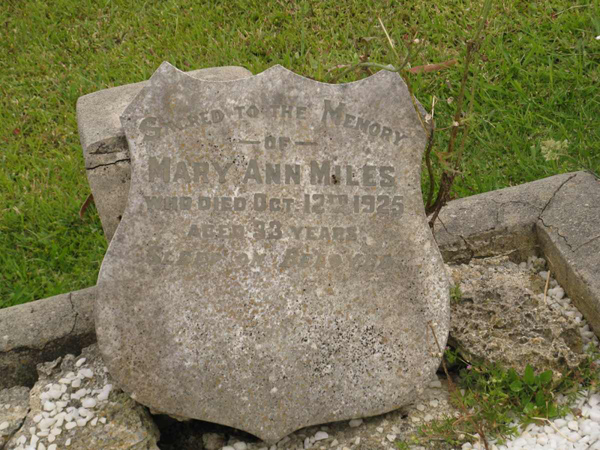 SACRED TO THE MEMORY
— OF —
MARY ANN MILES
WHO DIED OCT. 12TH 1925
AGED 93 YEARS.